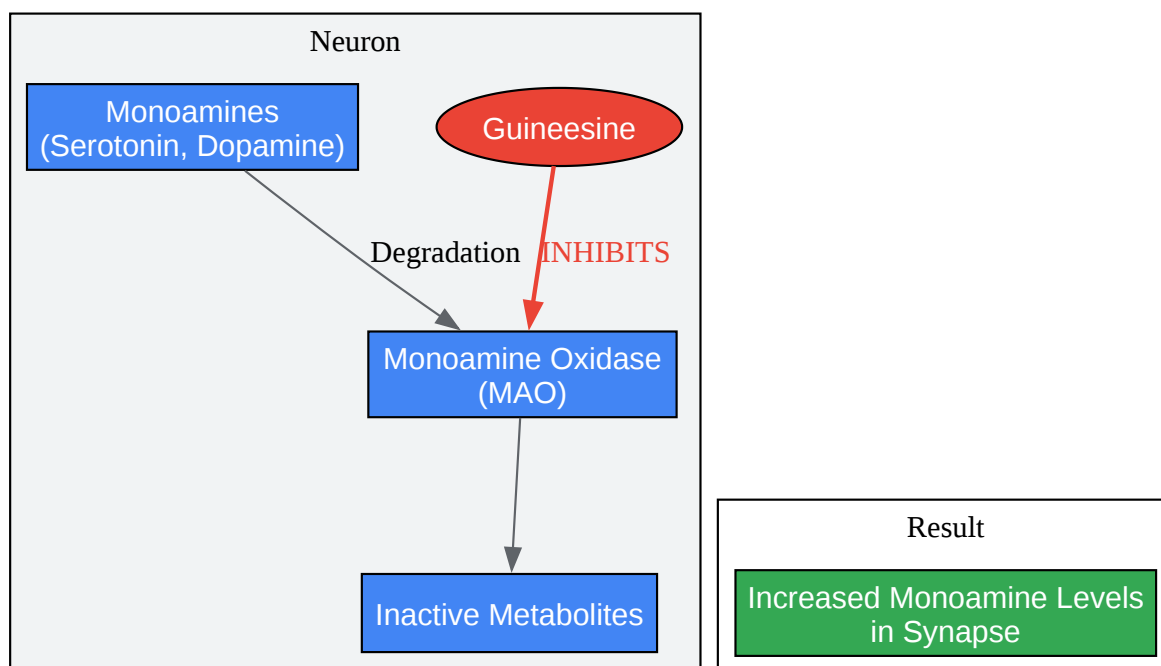 Neuron
Monoamines
(Serotonin, Dopamine)
Guineesine
Degradation
INHIBITS
Monoamine Oxidase
(MAO)
Inactive Metabolites
Result
Increased Monoamine Levels
in Synapse